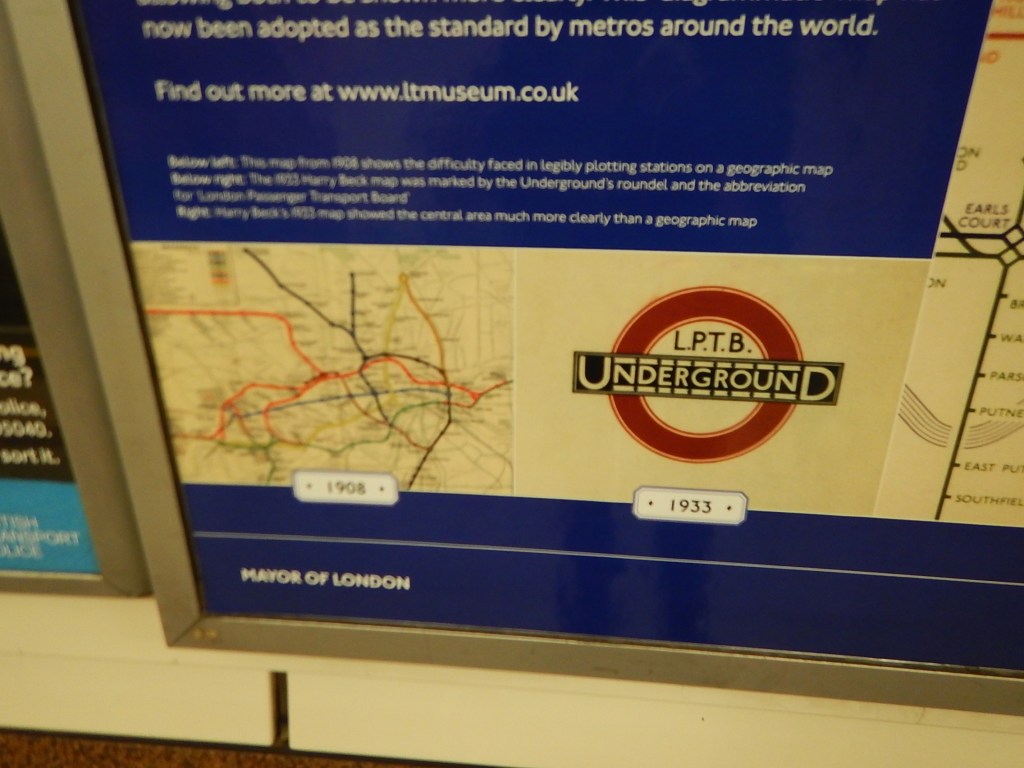 now been adopted as the standard by metros around the world.
Find out more at www.ltmuseum.co.uk
Below left: This map from 1908 shows the difficulty faced in legibly plotting stations on a geographic map
Below right: The 1933 Harry Beck map was marked by the Underground's roundel and the abbreviation
for 'London Passenger Transport Board'
Right: Harry Beck's 1933 map showed the central area much more clearly than a geographic map
L.P.T.B.
UNDERGROUND
1908
1933
MAYOR OF LONDON
EARLS
COURT
EAST PU
SOUTHFIEL
PUTNE
PARS
WA
sort it.